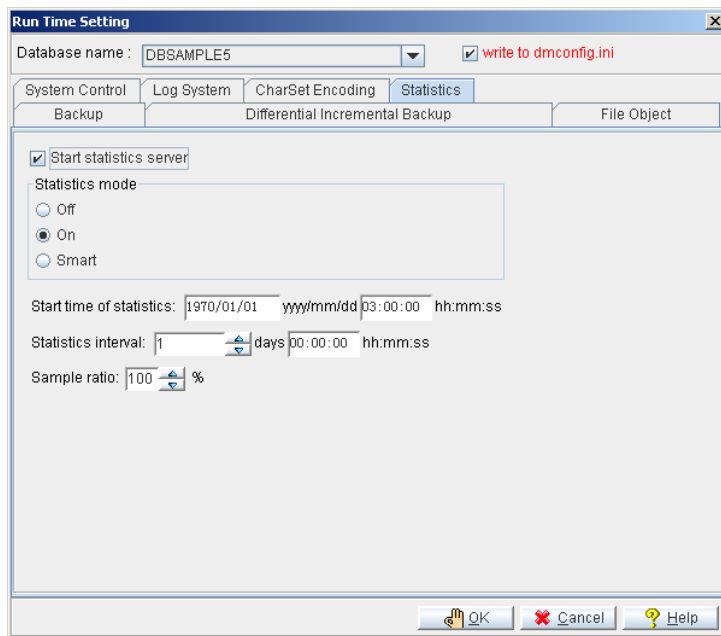 Run Time Setting
Database name : DBSAMPLE5 write to dmconfig.ini
System Control Log System CharSet Encoding Statistics
Backup Differential Incremental Backup File Object
Start statistics server
Statistics mode
Off
On
Smart
Start time of statistics: 1970/01/01 yyyy/mm/dd 03:00:00 hh:mm:ss
Statistics interval: 1 days 00:00:00 hh:mm:ss
Sample ratio: 100 %
OK Cancel Help